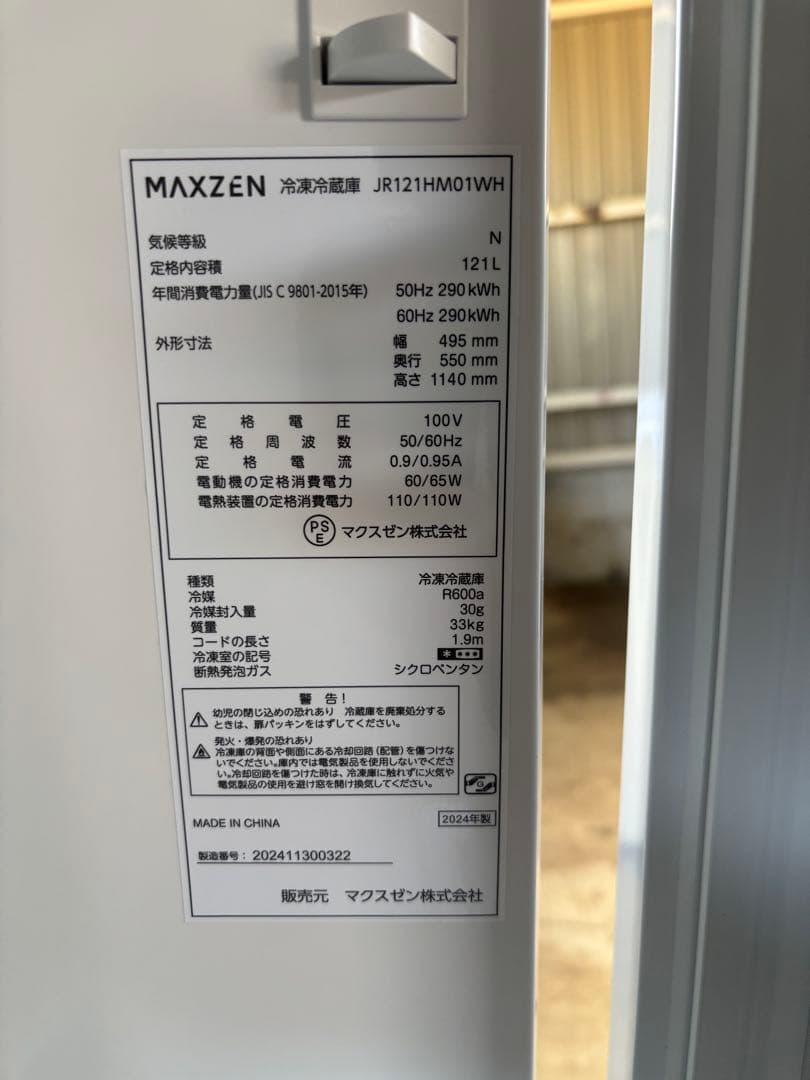 MAXZEN 冷凍冷蔵庫 JR121HM01WH
気候等級 N
定格内容積 121L
年間消費電力量(JIS C 9801-2015年) 50Hz 290kWh
60Hz 290kWh
外形寸法 幅 495 mm
奥行 550 mm
高さ 1140 mm
定格電圧 100V
定格周波数 50/60Hz
定格電流 0.9/0.95A
電動機の定格消費電力 60/65W
電熱装置の定格消費電力 110/110W
PS
E マクスゼン株式会社
種類 冷凍冷蔵庫
冷媒 R600a
冷媒封入量 30g
質量 33kg
コードの長さ 1.9m
冷凍室の記号 * ***
断熱発泡ガス シクロペンタン
警告!
幼児の閉じ込めの恐れあり 冷蔵庫を廃棄処分する
ときは、扉パッキンをはずしてください。
発火・爆発の恐れあり
冷凍庫の背面や側面にある冷却回路(配管)を傷つけな
いでください。庫内では電気製品を使用しないでくださ
い。冷却回路を傷つけた時は、冷凍庫に触れずに火気や
電気製品の使用を避け窓を開け換気してください。
G
MADE IN CHINA 2024年製
製造番号: 202411300322
販売元 マクスゼン株式会社